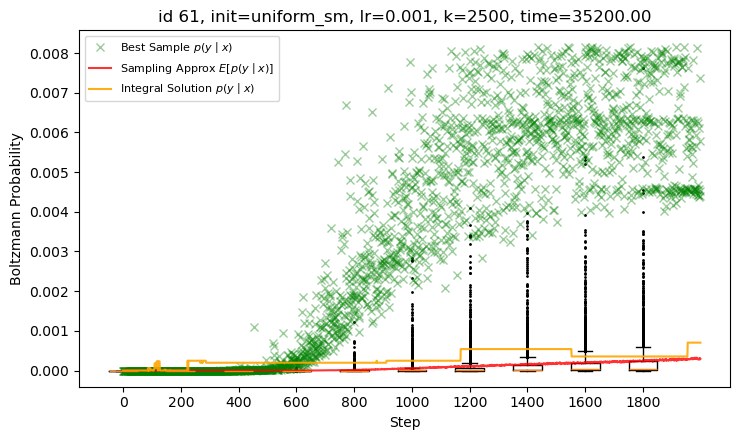 id 61, init=uniform_sm, lr=0.001, k=2500, time=35200.00
Best Sample p(y | x)
Sampling Approx E[p(y | x)]
Integral Solution p(y | x)
Boltzmann Probability
0.008
0.007
0.006
0.005
0.004
0.003
0.002
0.001
0.000
0 200 400 600 800 1000 1200 1400 1600 1800
Step